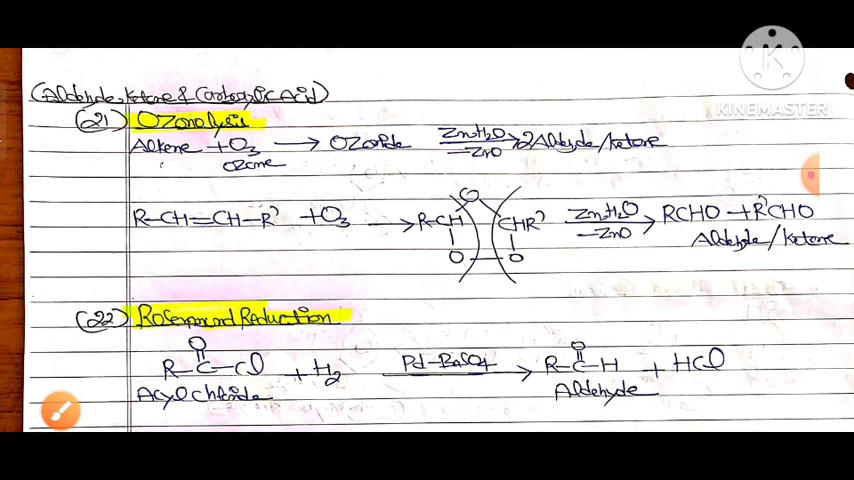 K
KINEMASTER
(Aldehyde, Ketone & Carboxylic Acid)
(21) Ozonolysis
Alkene + O3 → Ozonide Zn,H2O → 2 Aldehyde/ketone
Ozone -ZnO
R-CH=CH-R' + O3 → R-CH O CHR' Zn,H2O → RCHO + R'CHO
O - O -ZnO Aldehyde/Ketone
(22) Rosenmond Reduction
O O
R-C-Cl + H2 Pd-BaSO4 → R-C-H + HCl
Acyl chloride Aldehyde